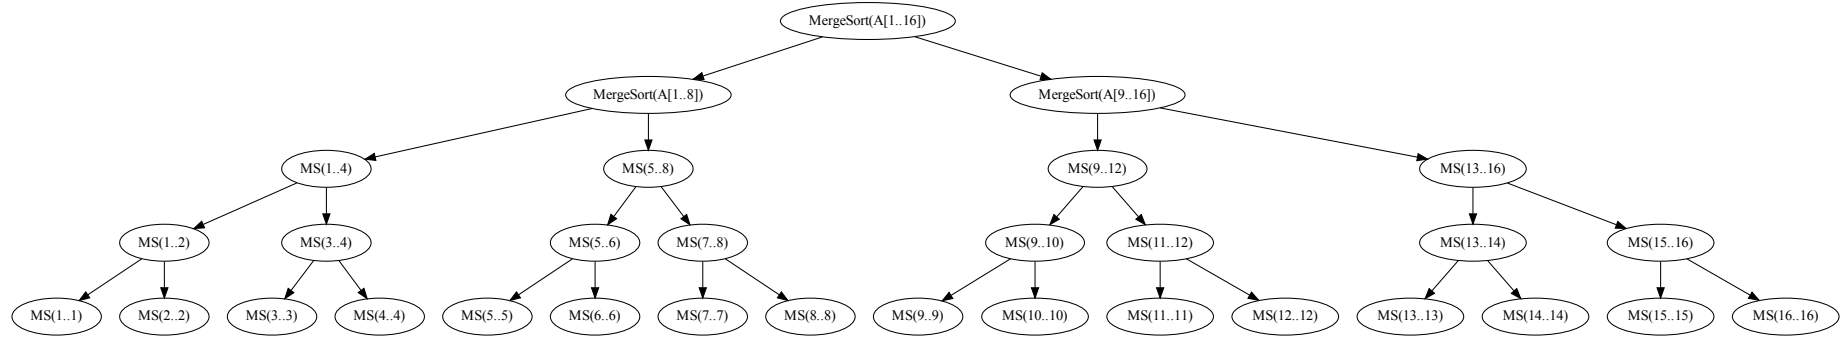 MergeSort(A[1..16])
MergeSort(A[1..8])
MergeSort(A[9..16])
MS(1..4)
MS(5..8)
MS(9..12)
MS(13..16)
MS(1..2)
MS(3..4)
MS(5..6)
MS(7..8)
MS(9..10)
MS(11..12)
MS(13..14)
MS(15..16)
MS(1..1)
MS(2..2)
MS(3..3)
MS(4..4)
MS(5..5)
MS(6..6)
MS(7..7)
MS(8..8)
MS(9..9)
MS(10..10)
MS(11..11)
MS(12..12)
MS(13..13)
MS(14..14)
MS(15..15)
MS(16..16)